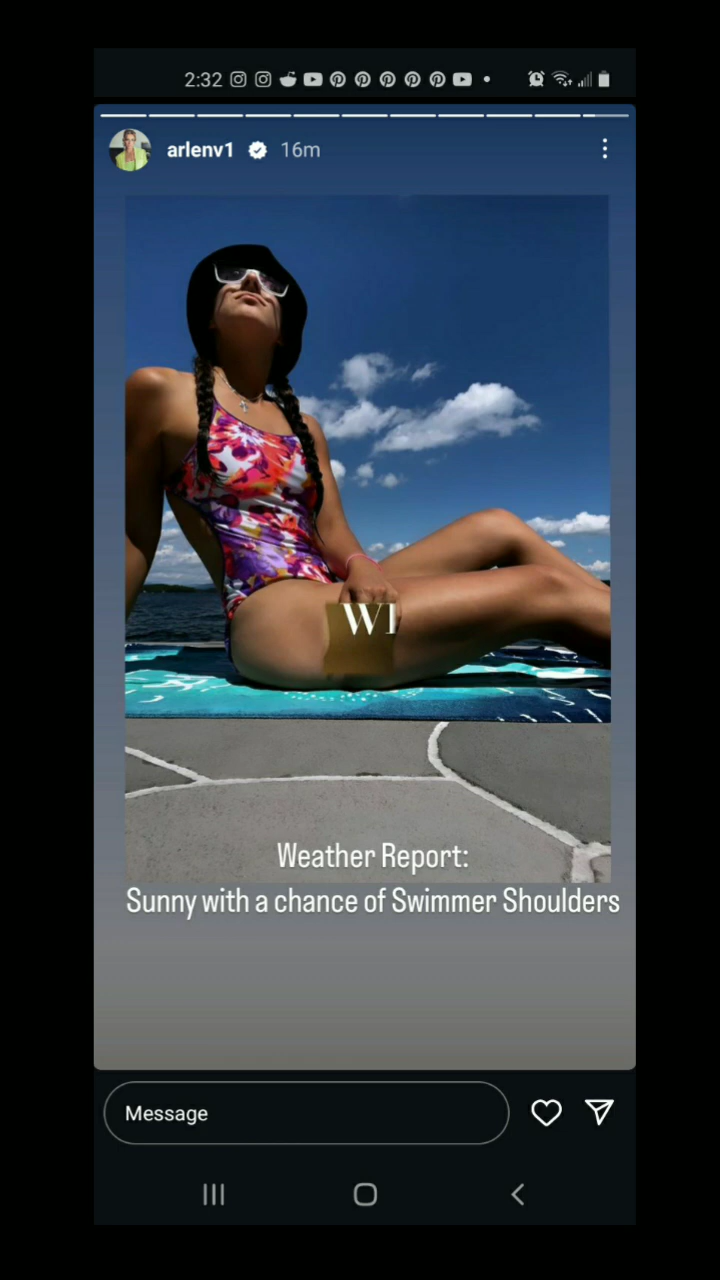 2:32
arlenv1 16m
WI
Weather Report:
Sunny with a chance of Swimmer Shoulders
Message